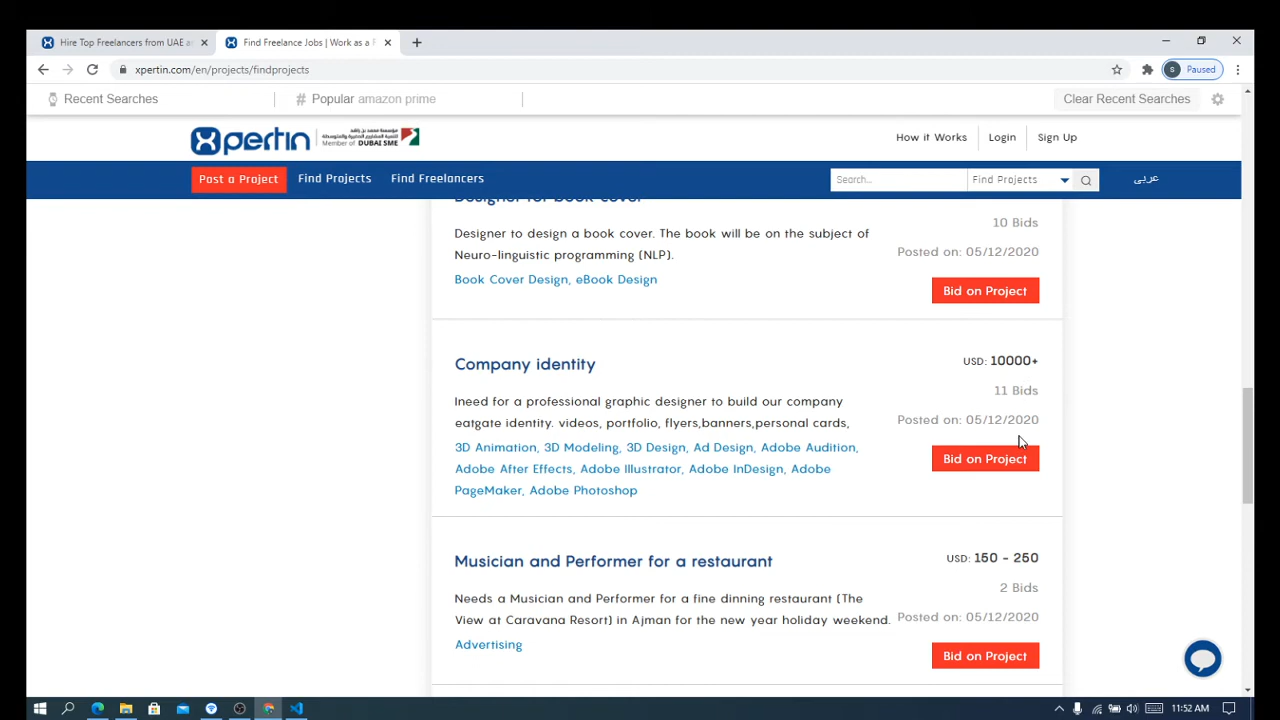 Hire Top Freelancers from UAE a
Find Freelance Jobs | Work as a F
xpertin.com/en/projects/findprojects
S Paused
Recent Searches
# Popular amazon prime
Clear Recent Searches
Xpertin
Member of DUBAI SME
How it Works
Login
Sign Up
Post a Project
Find Projects
Find Freelancers
Search...
Find Projects
عربى
Designer for book cover
10 Bids
Designer to design a book cover. The book will be on the subject of
Neuro-linguistic programming (NLP).
Posted on: 05/12/2020
Book Cover Design, eBook Design
Bid on Project
Company identity
USD: 10000+
11 Bids
Ineed for a professional graphic designer to build our company
eatgate identity. videos, portfolio, flyers,banners,personal cards,
Posted on: 05/12/2020
3D Animation, 3D Modeling, 3D Design, Ad Design, Adobe Audition,
Adobe After Effects, Adobe Illustrator, Adobe InDesign, Adobe
PageMaker, Adobe Photoshop
Bid on Project
Musician and Performer for a restaurant
USD: 150 - 250
2 Bids
Needs a Musician and Performer for a fine dinning restaurant (The
View at Caravana Resort) in Ajman for the new year holiday weekend.
Posted on: 05/12/2020
Advertising
Bid on Project
11:52 AM